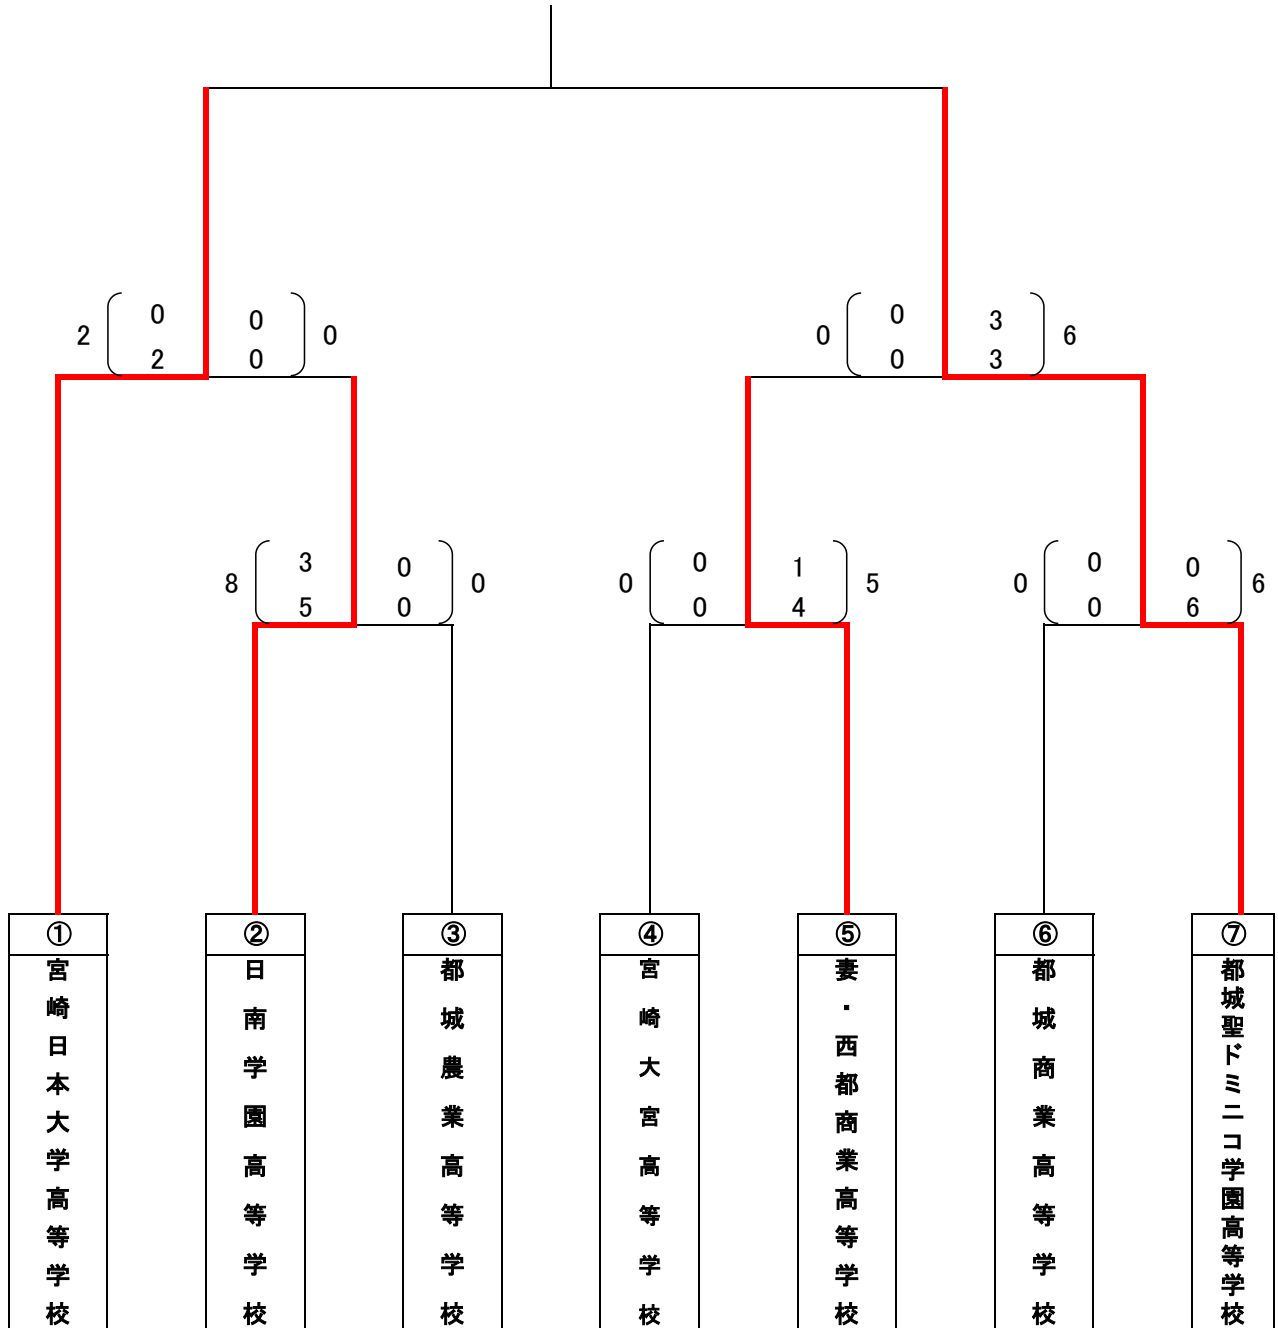 2 0 0 0
2 0
0 0 3 6
0 3
8 3 0 0
5 0
0 0 1 5
0 4
0 0 0 6
0 6
①
宮崎日本大学高等学校
②
日南学園高等学校
③
都城農業高等学校
④
宮崎大宮高等学校
⑤
妻・西都商業高等学校
⑥
都城商業高等学校
⑦
都城聖ドミニコ学園高等学校